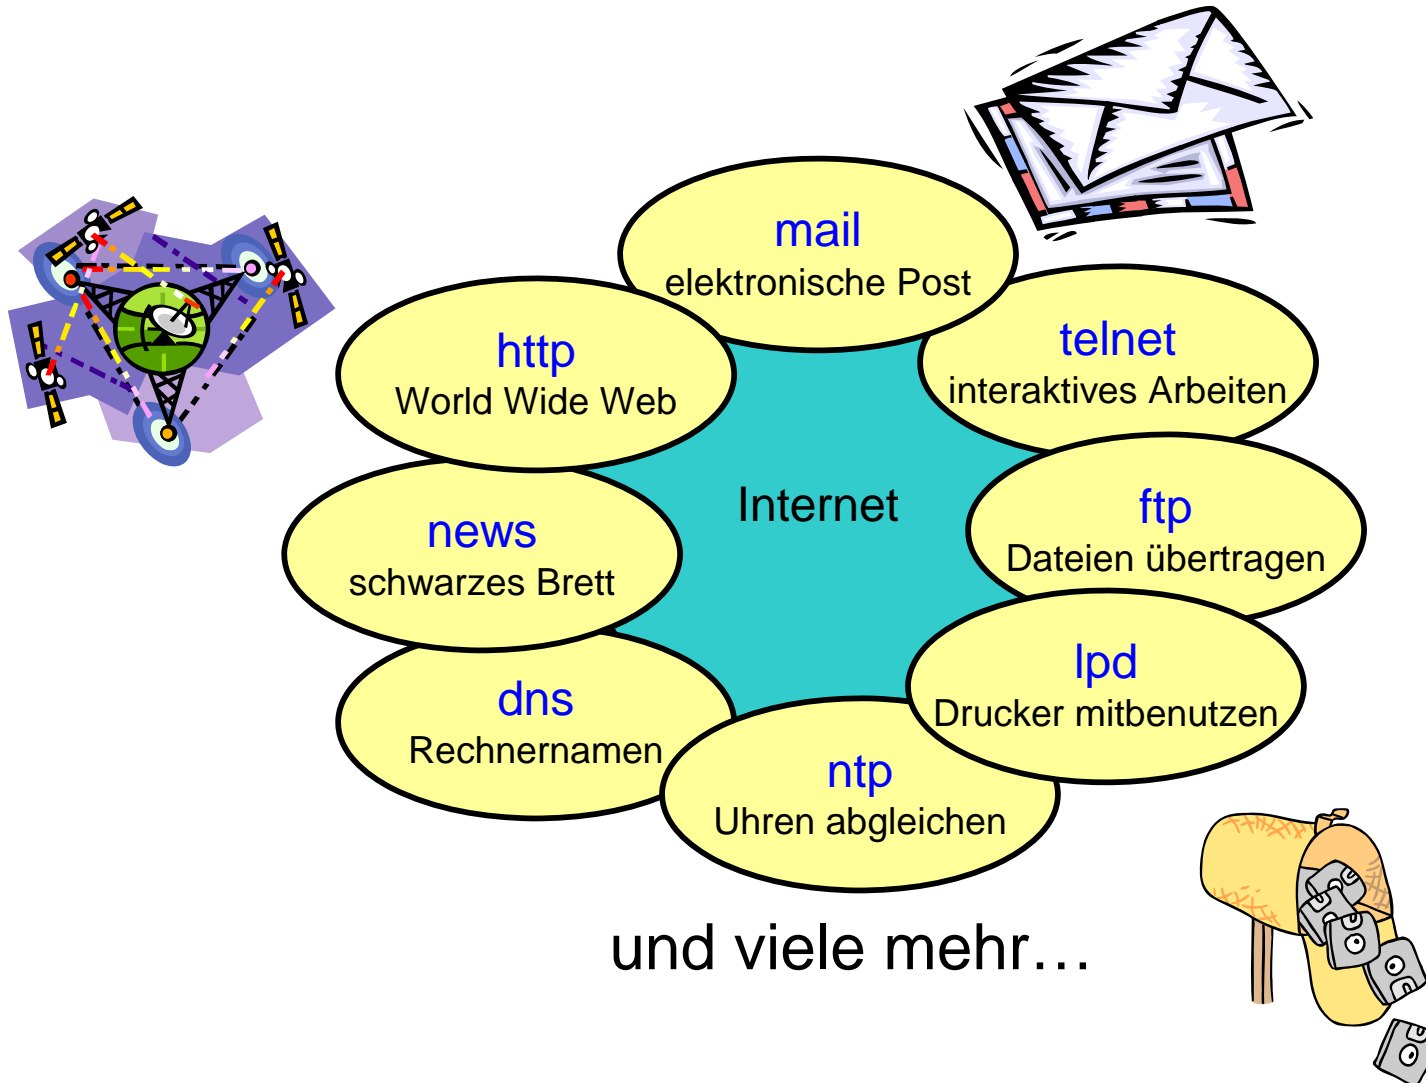 mail
elektronische Post
http
World Wide Web
telnet
interaktives Arbeiten
Internet
news
schwarzes Brett
ftp
Dateien übertragen
dns
Rechnernamen
lpd
Drucker mitbenutzen
ntp
Uhren abgleichen
und viele mehr…